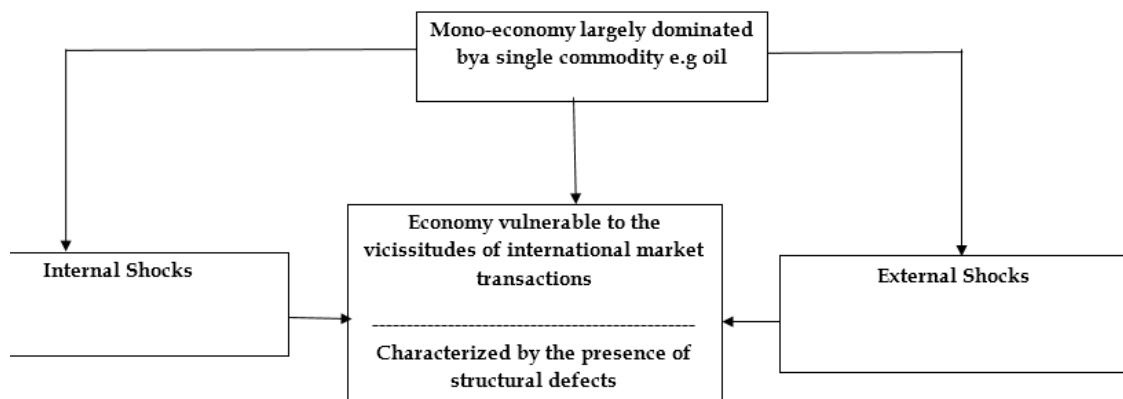 Mono-economy largely dominated
bya single commodity e.g oil
Economy vulnerable to the
vicissitudes of international market
transactions
Internal Shocks
External Shocks
Characterized by the presence of
structural defects